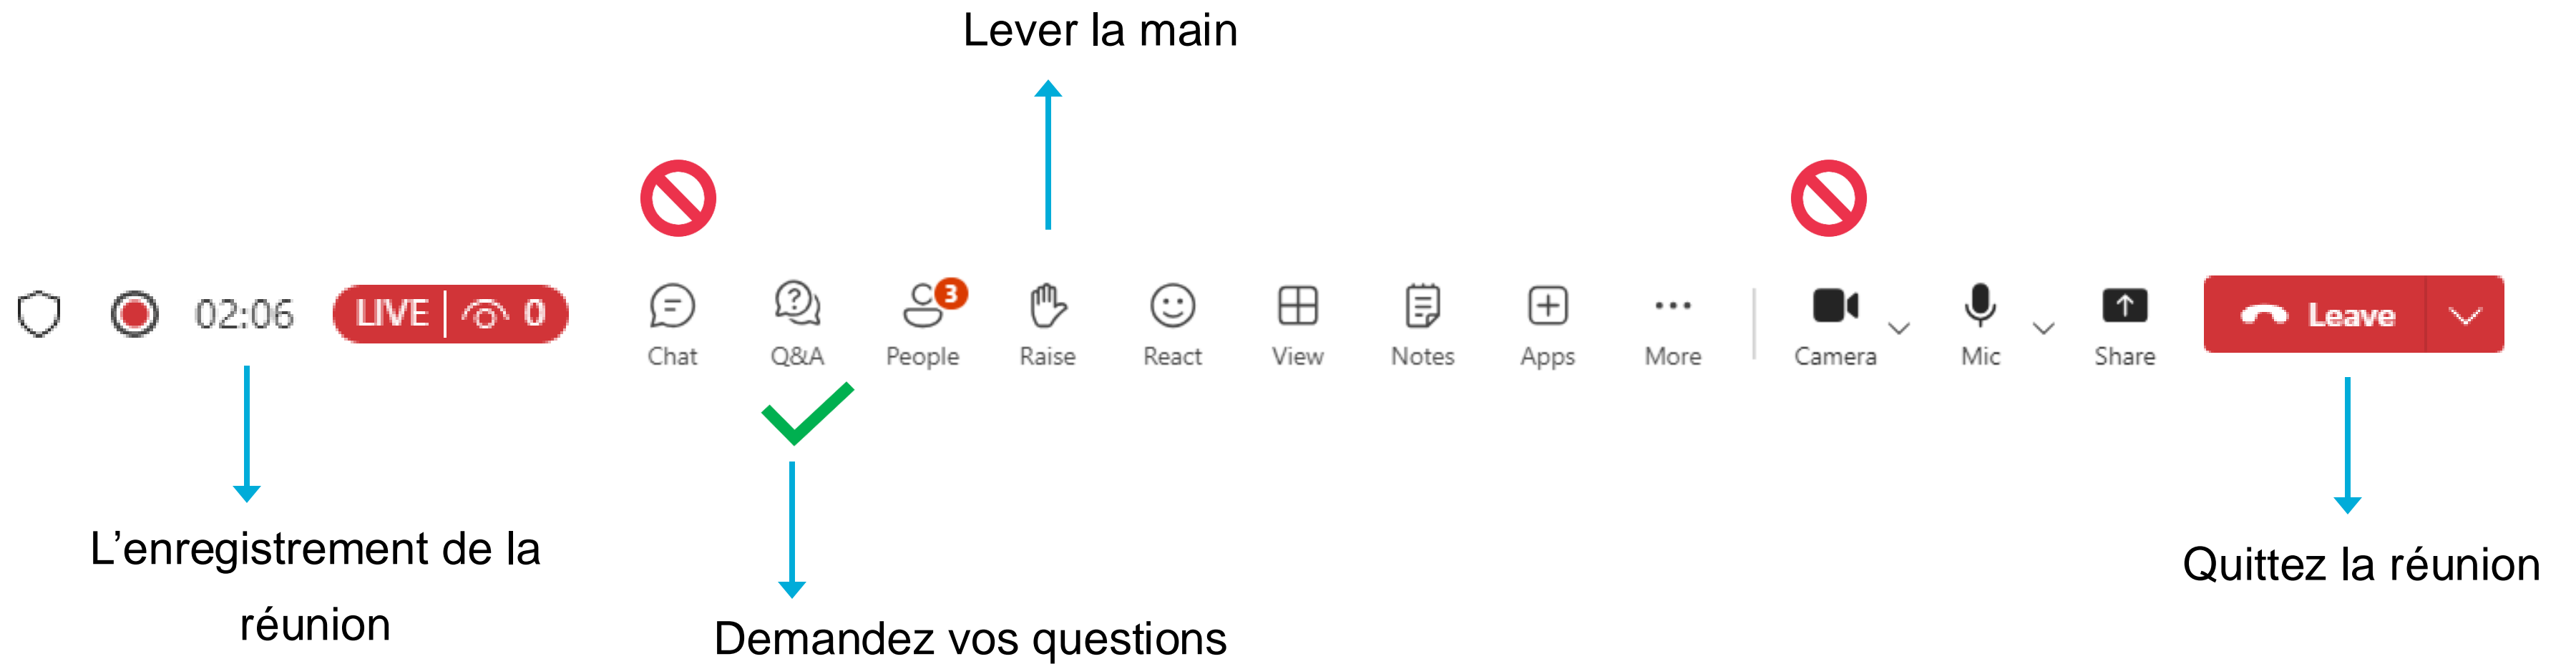 Lever la main
02:06
LIVE 0
3
Chat Q&A People Raise React View Notes Apps More Camera Mic Share Leave
L’enregistrement de la
réunion
Demandez vos questions
Quittez la réunion